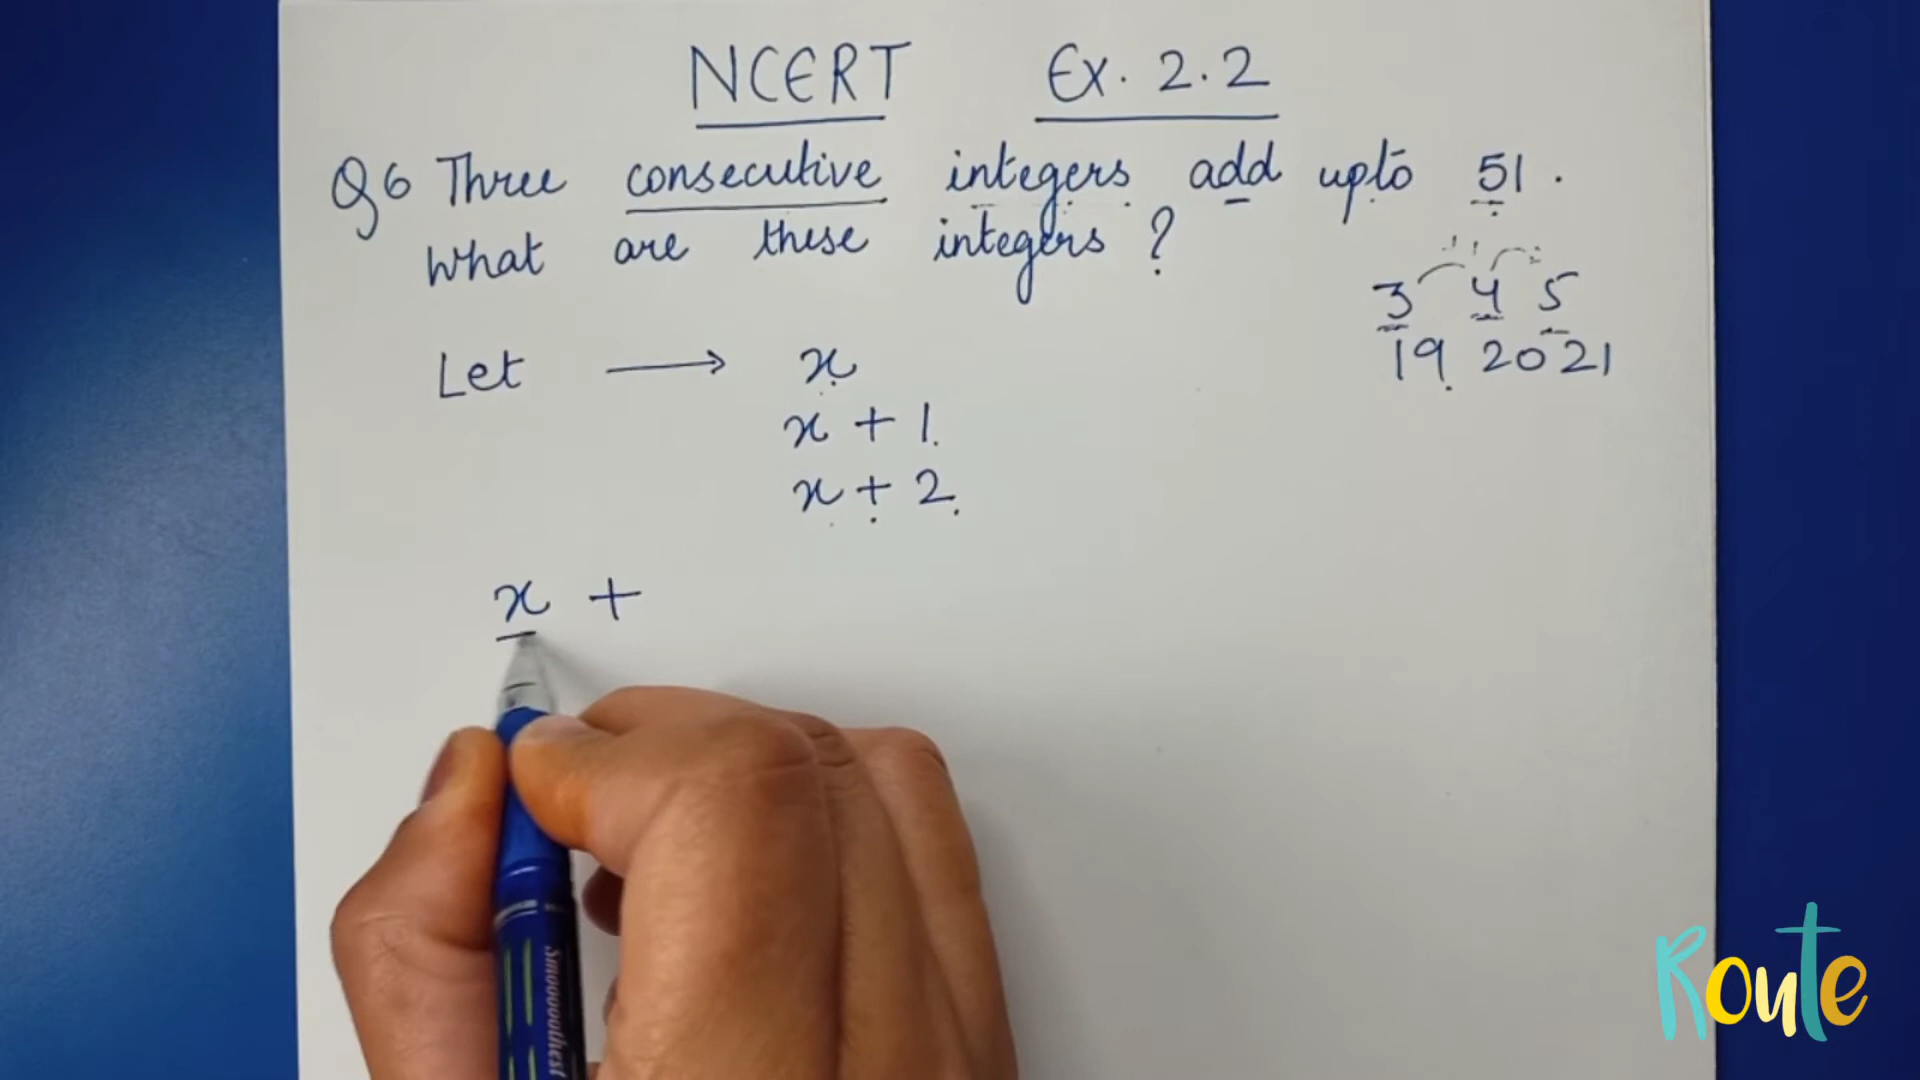 NCERT Ex. 2.2
Q6 Three consecutive integers add upto 51.
What are these integers?
3 4 5
19 20 21
Let → x
x + 1
x + 2
x +
Smooooothest
Route